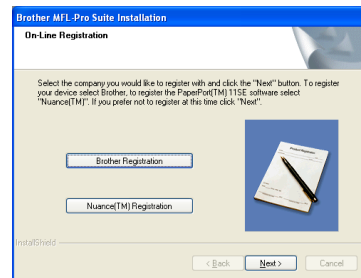 Brother MFL-Pro Suite Installation
On-Line Registration
Select the company you would like to register with and click the "Next" button. To register
your device select Brother, to register the PaperPort(TM) 11SE software select
"Nuance(TM)". If you prefer not to register at this time click "Next".
Brother Registration
Nuance(TM) Registration
InstallShield
< Back Next > Cancel